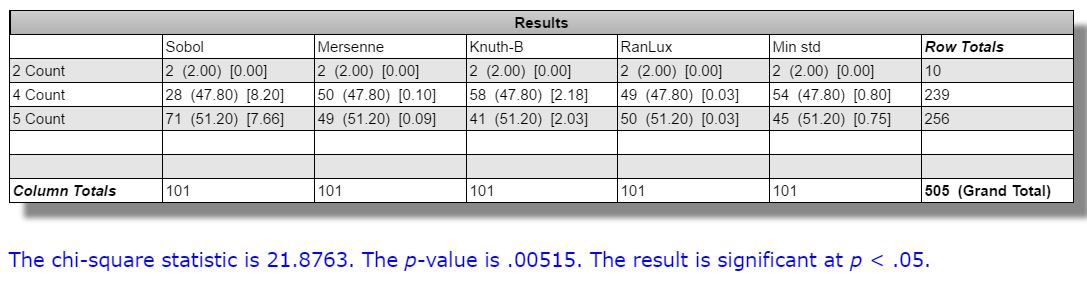 Results
Sobol Mersenne Knuth-B RanLux Min std Row Totals
2 Count 2 (2.00) [0.00] 2 (2.00) [0.00] 2 (2.00) [0.00] 2 (2.00) [0.00] 2 (2.00) [0.00] 10
4 Count 28 (47.80) [8.20] 50 (47.80) [0.10] 58 (47.80) [2.18] 49 (47.80) [0.03] 54 (47.80) [0.80] 239
5 Count 71 (51.20) [7.66] 49 (51.20) [0.09] 41 (51.20) [2.03] 50 (51.20) [0.03] 45 (51.20) [0.75] 256
Column Totals 101 101 101 101 101 505 (Grand Total)
The chi-square statistic is 21.8763. The p-value is .00515. The result is significant at p < .05.